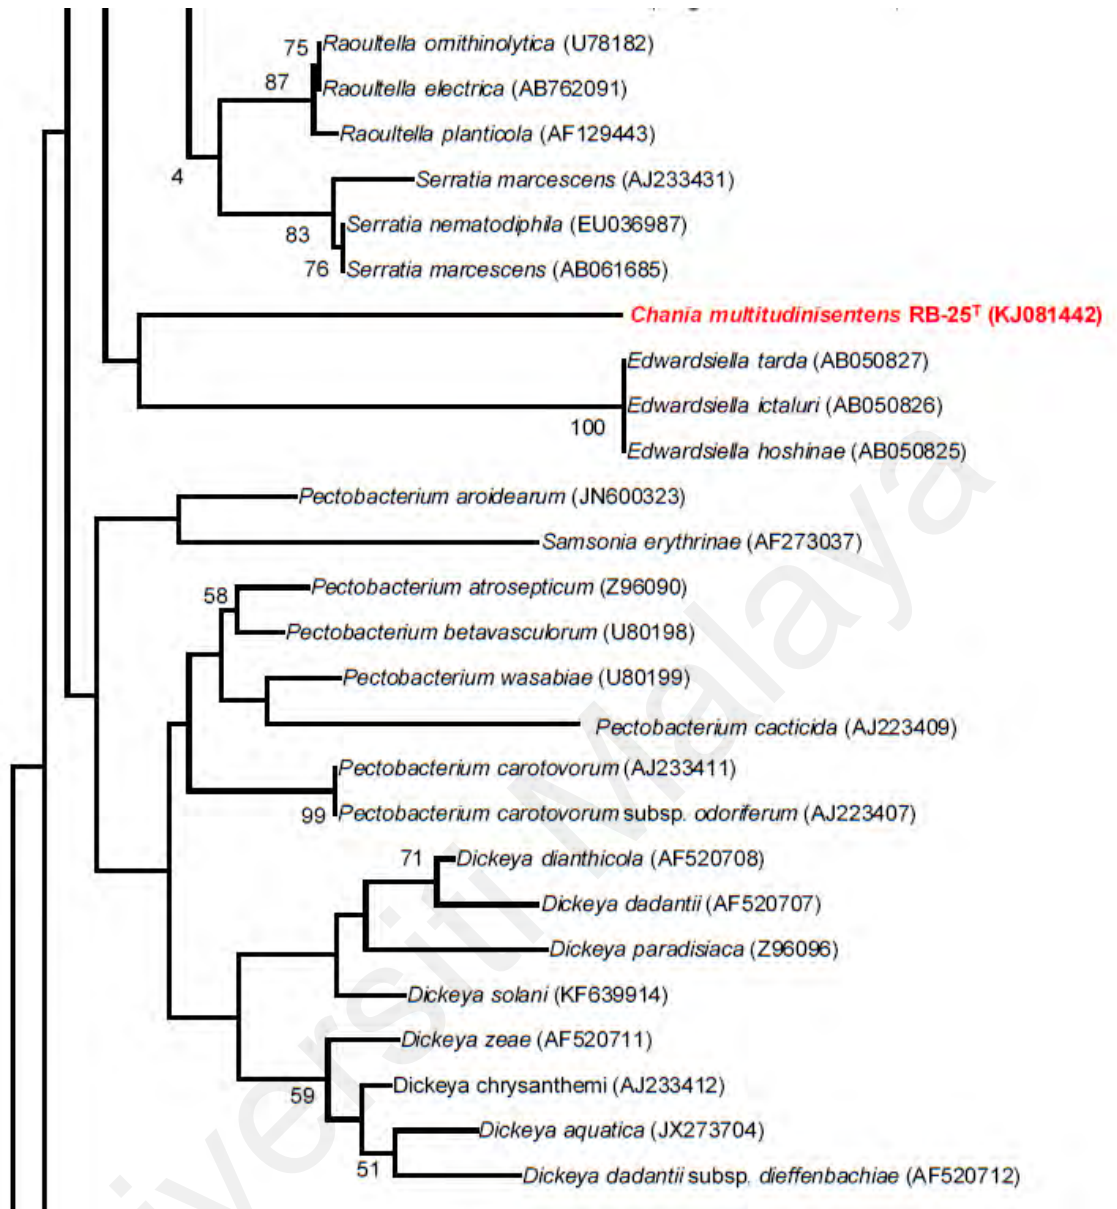 75
Raoultella ornithinolytica (U78182)
87
Raoultella electrica (AB762091)
Raoultella planticola (AF129443)
4
Serratia marcescens (AJ233431)
Serratia nematodiphila (EU036987)
83
76
Serratia marcescens (AB061685)
Chania multitudinisentens RB-25ᵀ (KJ081442)
Edwardsiella tarda (AB050827)
Edwardsiella ictaluri (AB050826)
100
Edwardsiella hoshinae (AB050825)
Pectobacterium aroidearum (JN600323)
Samsonia erythrinae (AF273037)
58
Pectobacterium atrosepticum (Z96090)
Pectobacterium betavasculorum (U80198)
Pectobacterium wasabiae (U80199)
Pectobacterium cacticida (AJ223409)
Pectobacterium carotovorum (AJ233411)
99
Pectobacterium carotovorum subsp. odoriferum (AJ223407)
71
Dickeya dianthicola (AF520708)
Dickeya dadantii (AF520707)
Dickeya paradisiaca (Z96096)
Dickeya solani (KF639914)
Dickeya zeae (AF520711)
59
Dickeya chrysanthemi (AJ233412)
Dickeya aquatica (JX273704)
51
Dickeya dadantii subsp. dieffenbachiae (AF520712)
iversiti Malaya